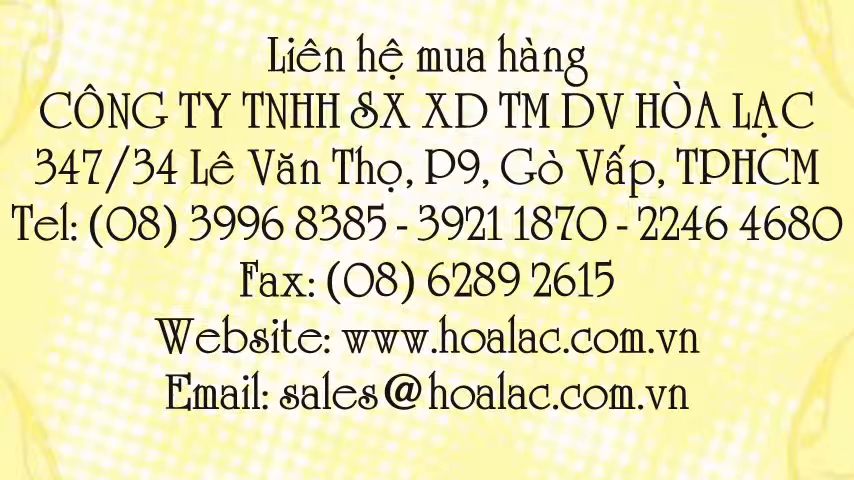 Liên hệ mua hàng
CÔNG TY TNHH SX XD TM DV HÒA LẠC
347/34 Lê Văn Thọ, P9, Gò Vấp, TPHCM
Tel: (08) 3996 8385 - 3921 1870 - 2246 4680
Fax: (08) 6289 2615
Website: www.hoalac.com.vn
Email: sales@hoalac.com.vn